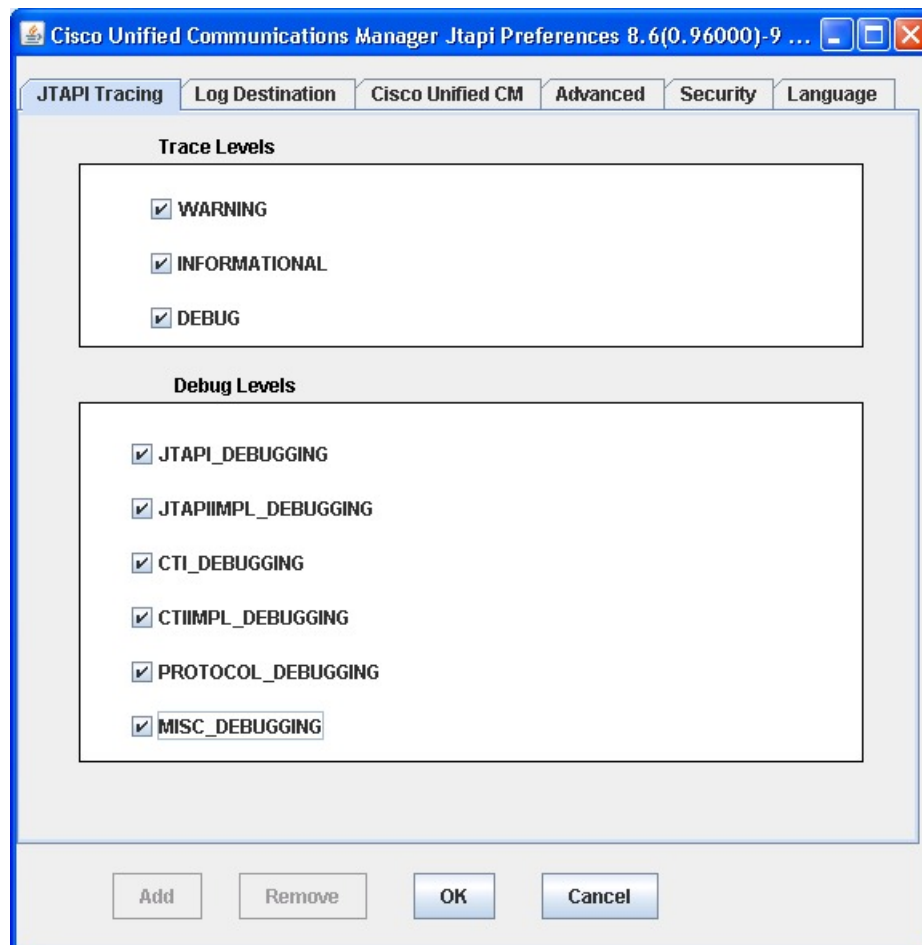 Cisco Unified Communications Manager Jtapi Preferences 8.6(0.96000)-9 ...
JTAPI Tracing Log Destination Cisco Unified CM Advanced Security Language
Trace Levels
WARNING
INFORMATIONAL
DEBUG
Debug Levels
JTAPI_DEBUGGING
JTAPIIMPL_DEBUGGING
CTI_DEBUGGING
CTIIMPL_DEBUGGING
PROTOCOL_DEBUGGING
MISC_DEBUGGING
Add Remove OK Cancel